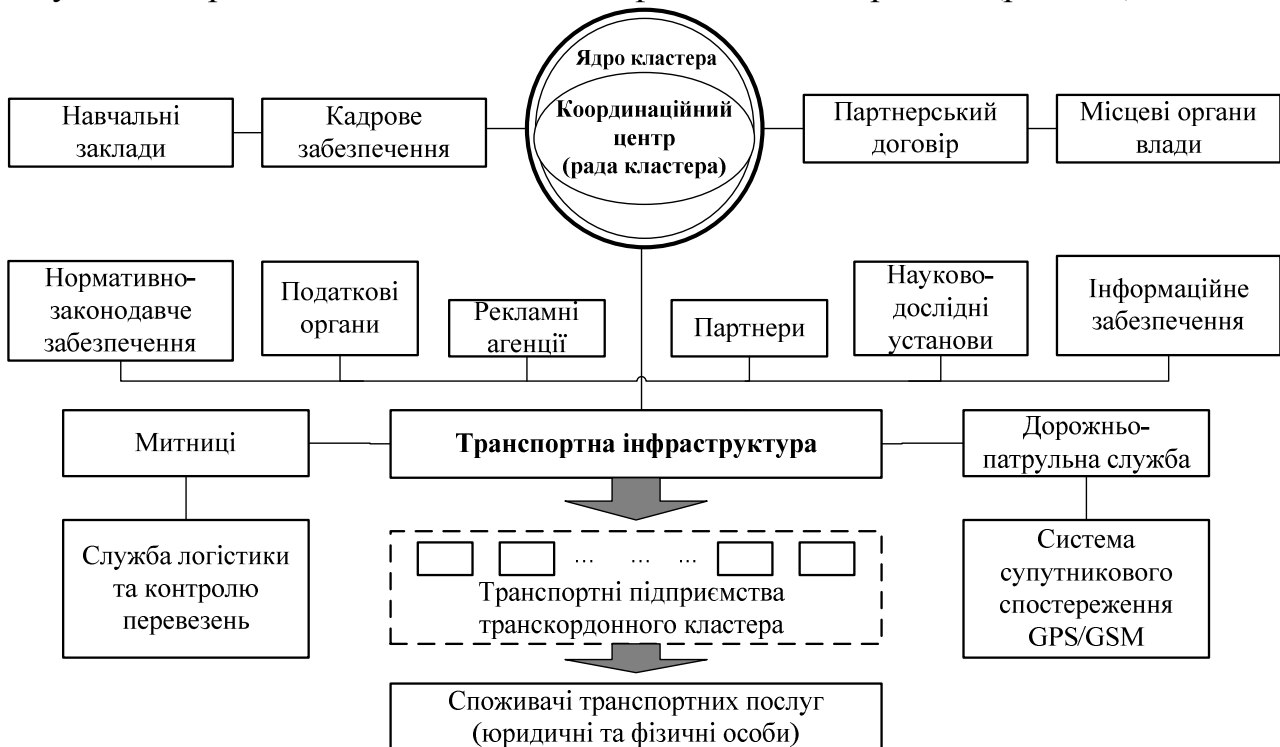 Ядро кластера
Координаційний
центр
(рада кластера)
Навчальні
заклади
Кадрове
забезпечення
Партнерський
договір
Місцеві органи
влади
Нормативно-
законодавче
забезпечення
Податкові
органи
Рекламні
агенції
Партнери
Науково-
дослідні
установи
Інформаційне
забезпечення
Митниці
Транспортна інфраструктура
Дорожньо-
патрульна служба
Служба логістики
та контролю
перевезень
... ... ...
Транспортні підприємства
транскордонного кластера
Система
супутникового
спостереження
GPS/GSM
Споживачі транспортних послуг
(юридичні та фізичні особи)